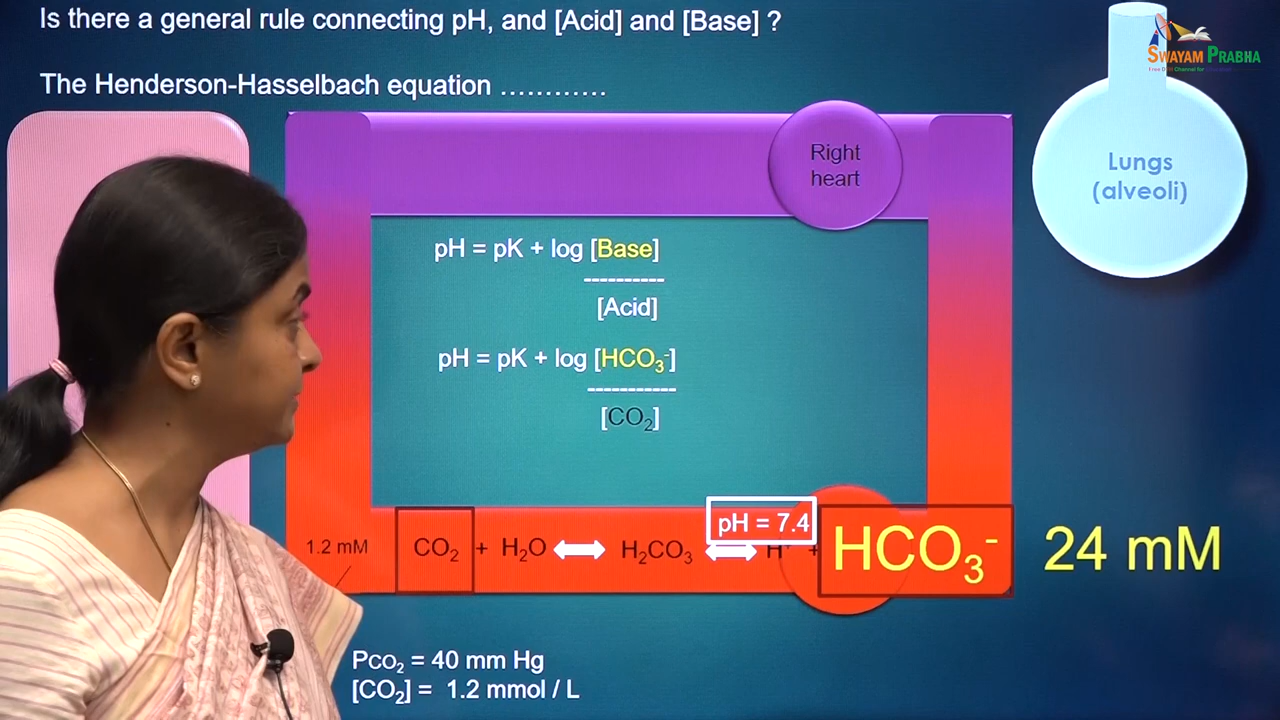 Is there a general rule connecting pH, and [Acid] and [Base] ?
SWAYAM PRABHA
The Henderson-Hasselbach equation …………
Right
heart
Lungs
(alveoli)
pH = pK + log [Base]
----------
[Acid]
pH = pK + log [HCO₃⁻]
-----------
[CO₂]
pH = 7.4
1.2 mM CO₂ + H₂O ⟺ H₂CO₃ ⟺ H⁺ + HCO₃⁻ 24 mM
Pco₂ = 40 mm Hg
[CO₂] = 1.2 mmol / L